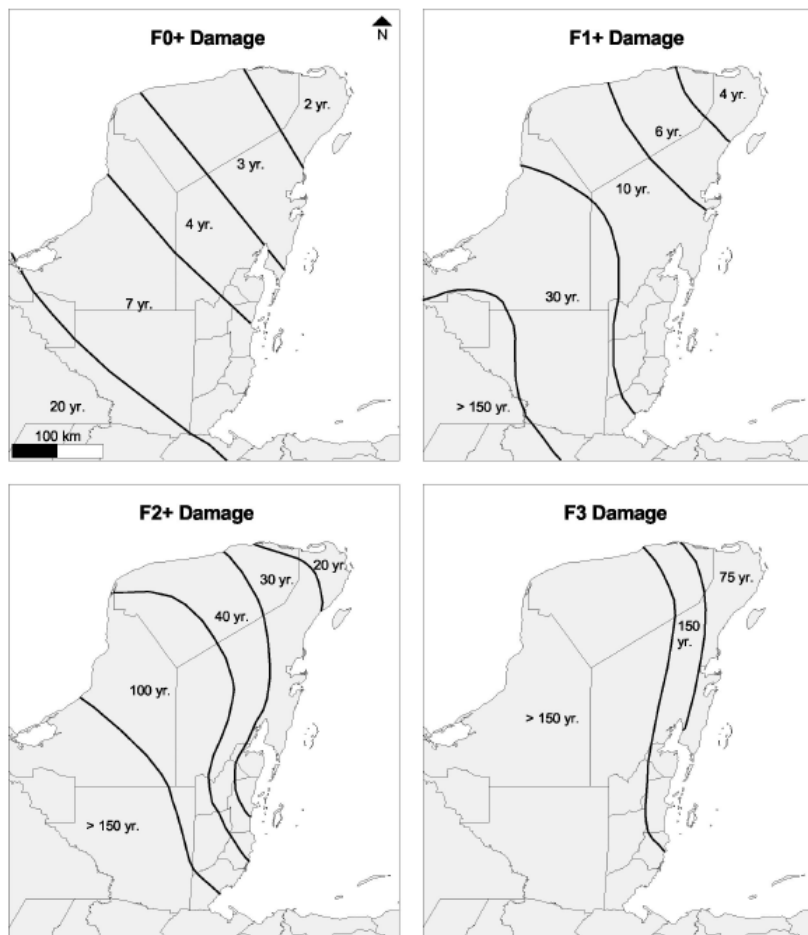 F0+ Damage
N
2 yr.
3 yr.
4 yr.
7 yr.
20 yr.
100 km
F1+ Damage
4 yr.
6 yr.
10 yr.
30 yr.
> 150 yr.
F2+ Damage
20 yr.
30 yr.
40 yr.
100 yr.
> 150 yr.
F3 Damage
75 yr.
150
yr.
> 150 yr.